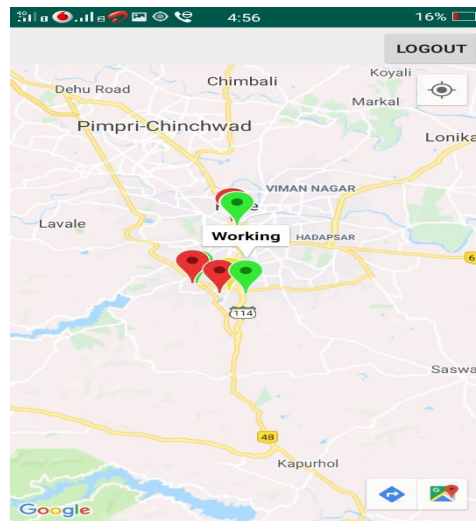 4:56
16%
LOGOUT
Koyali
Chimbali
Dehu Road
Markal
Pimpri-Chinchwad
Lonika
VIMAN NAGAR
Lavale
Working
HADAPSAR
6
114
Saswa
48
Kapurhol
Google